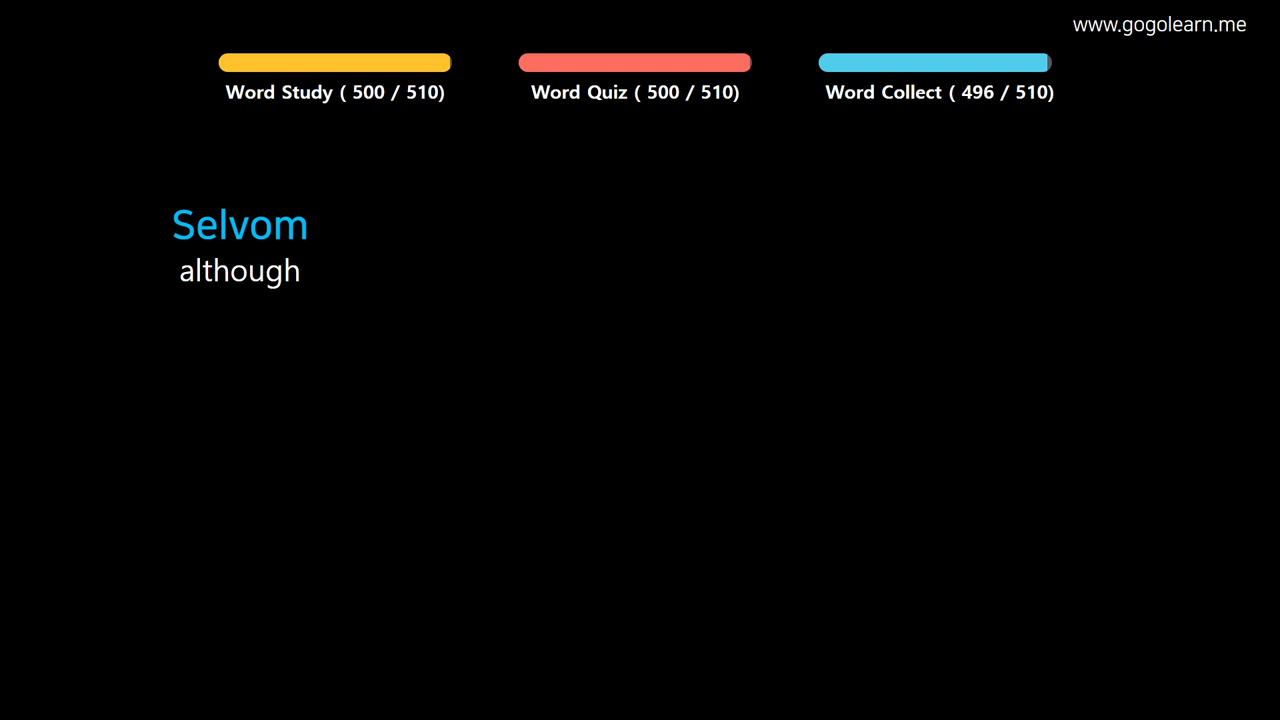 www.gogolearn.me
Word Study ( 500 / 510)
Word Quiz ( 500 / 510)
Word Collect ( 496 / 510)
Selvom
although